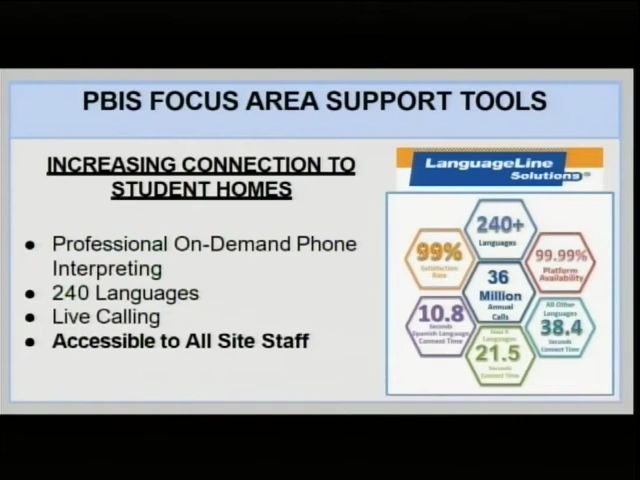 PBIS FOCUS AREA SUPPORT TOOLS
INCREASING CONNECTION TO
STUDENT HOMES
● Professional On-Demand Phone
Interpreting
● 240 Languages
● Live Calling
● Accessible to All Site Staff
LanguageLine
Solutions
240+
Languages
99%
Satisfaction
Rate
99.99%
Platform
Availability
36
Million
Annual
Calls
10.8
Seconds
Spanish Language
Connect Time
All Other
Languages
38.4
Seconds
Connect Time
Languages
21.5
Seconds
Connect Time